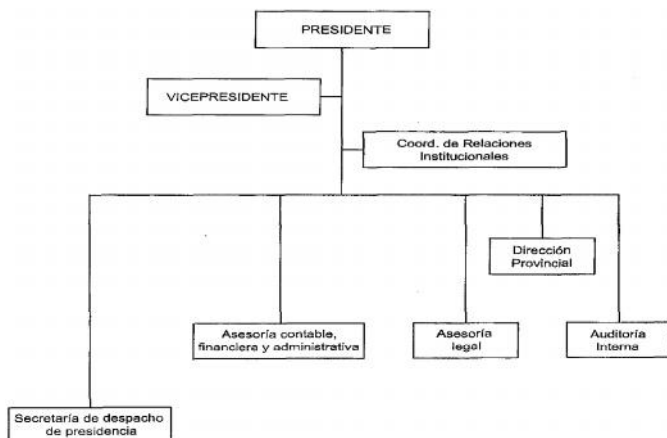 PRESIDENTE
VICEPRESIDENTE
Coord. de Relaciones
Institucionales
Dirección
Provincial
Asesoría contable,
financiera y administrativa
Asesoría
legal
Auditoría
Interna
Secretaría de despacho
de presidencia